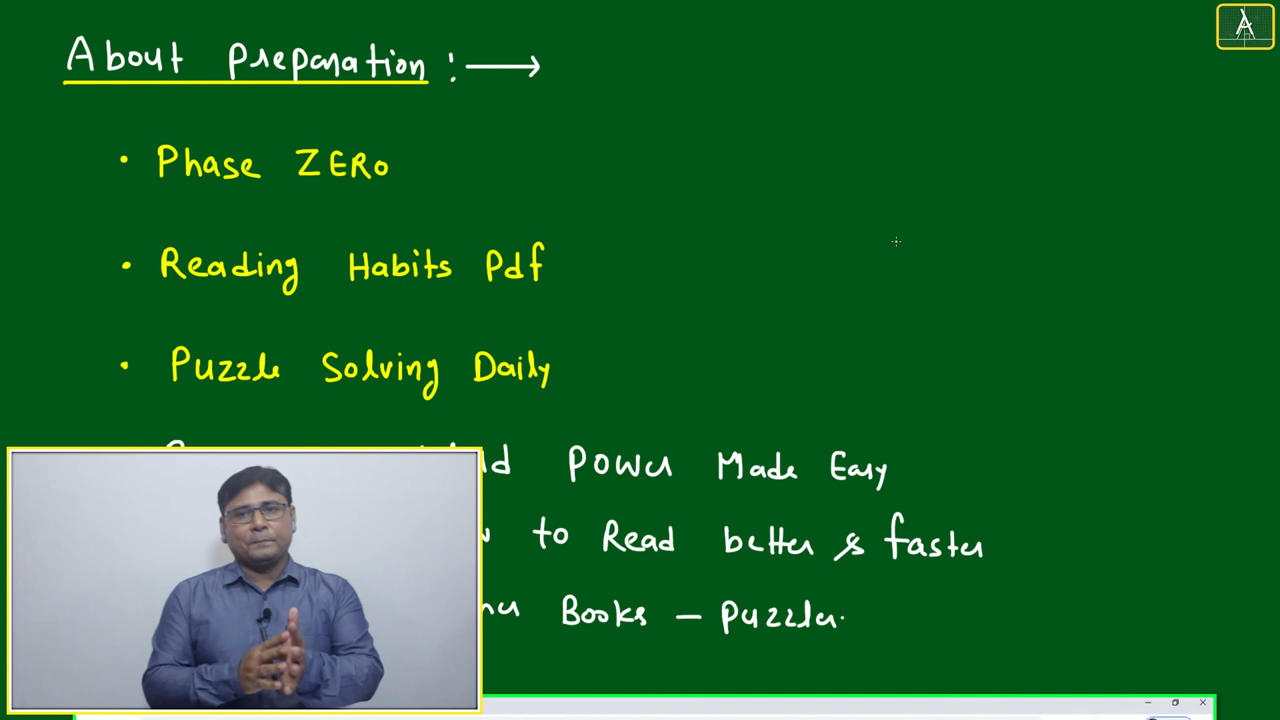 About Preparation :→
• Phase ZERO
• Reading Habits Pdf
• Puzzle Solving Daily
Power Made Easy
to Read better & faster
Books – Puzzle.